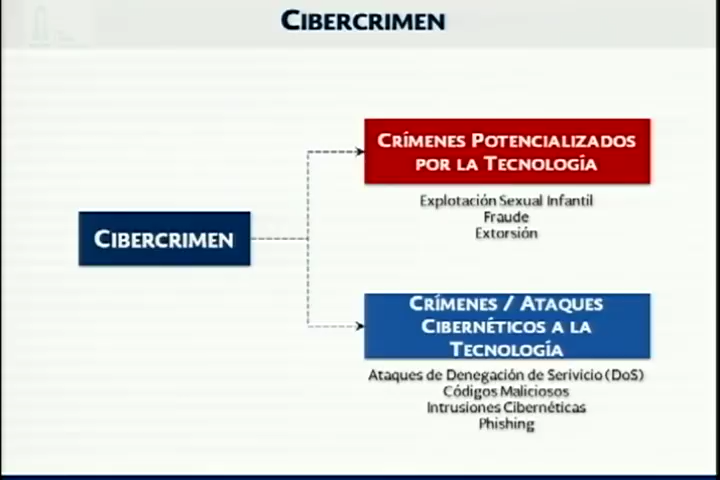 CIBERCRIMEN
CRÍMENES POTENCIALIZADOS
POR LA TECNOLOGÍA
Explotación Sexual Infantil
Fraude
Extorsión
CIBERCRIMEN
CRÍMENES / ATAQUES
CIBERNÉTICOS A LA
TECNOLOGÍA
Ataques de Denegación de Serivicio (DoS)
Códigos Maliciosos
Intrusiones Cibernéticas
Phishing